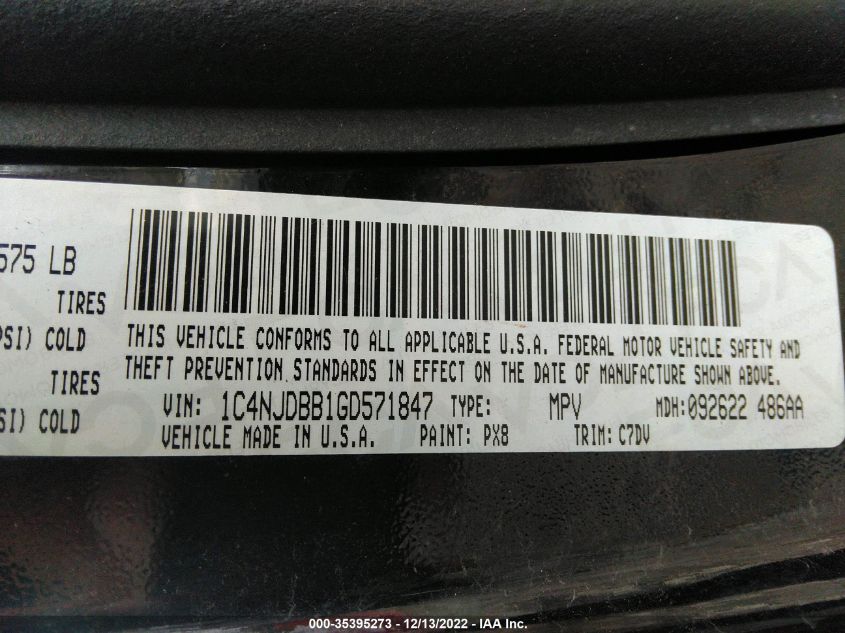 575 LB
TIRES
PSI) COLD
TIRES
SI) COLD
THIS VEHICLE CONFORMS TO ALL APPLICABLE U.S.A. FEDERAL MOTOR VEHICLE SAFETY AND
THEFT PREVENTION STANDARDS IN EFFECT ON THE DATE OF MANUFACTURE SHOWN ABOVE.
VIN: 1C4NJDBB1GD571847 TYPE: MPV MDH:092622 486AA
VEHICLE MADE IN U.S.A. PAINT: PX8 TRIM: C7DV
000-35395273 - 12/13/2022 - IAA Inc.